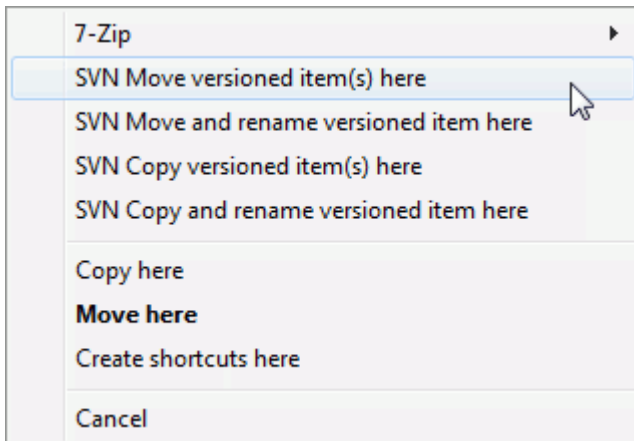 7-Zip
SVN Move versioned item(s) here
SVN Move and rename versioned item here
SVN Copy versioned item(s) here
SVN Copy and rename versioned item here
Copy here
Move here
Create shortcuts here
Cancel